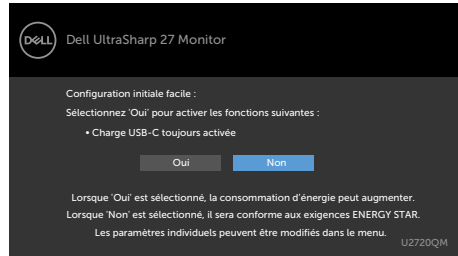 DELL
Dell UltraSharp 27 Monitor
Configuration initiale facile :
Sélectionnez 'Oui' pour activer les fonctions suivantes :
• Charge USB-C toujours activée
Oui
Non
Lorsque 'Oui' est sélectionné, la consommation d’énergie peut augmenter.
Lorsque 'Non' est sélectionné, il sera conforme aux exigences ENERGY STAR.
Les paramètres individuels peuvent être modifiés dans le menu.
U2720QM